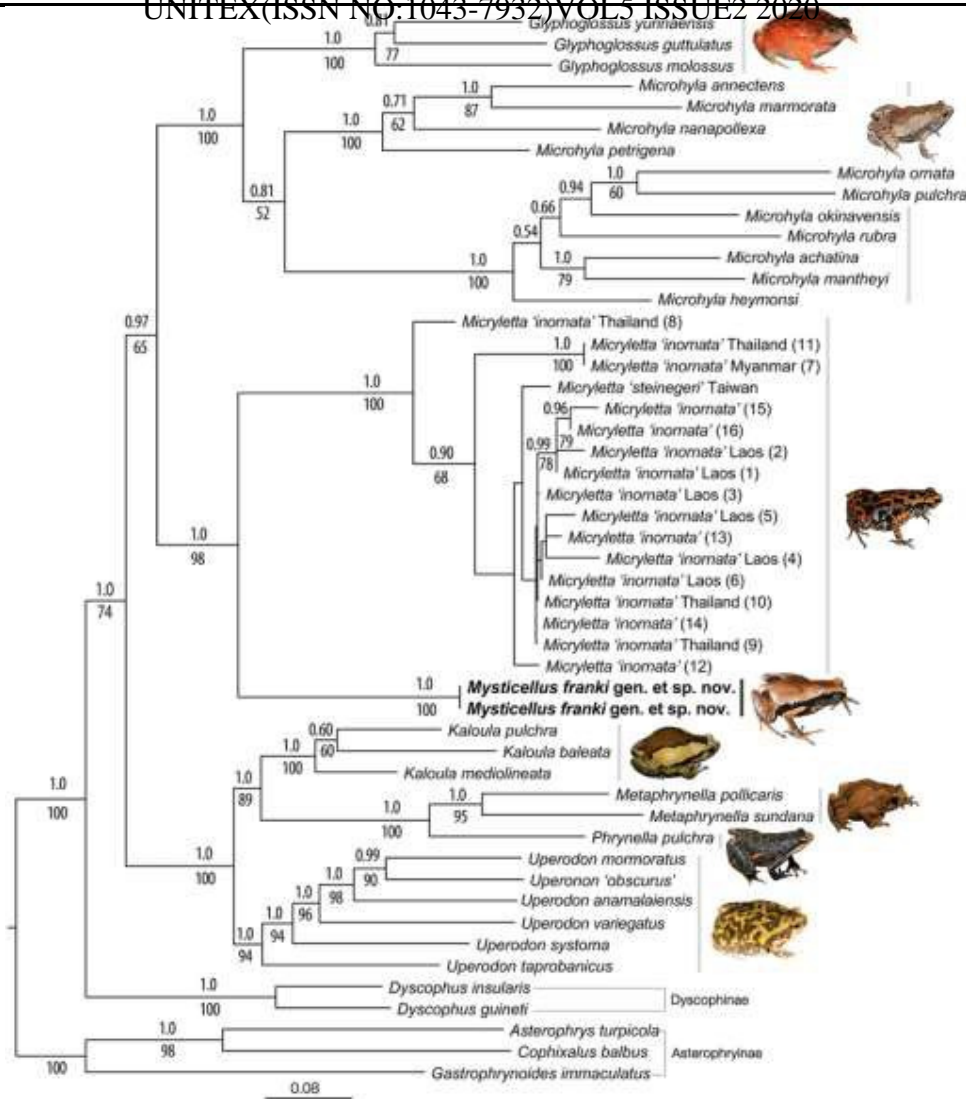 UNITEX(ISSN NO:1043-7932)VOL5 ISSUE2 2020
Glyphoglossus yunnaensis
0.81
1.0
Glyphoglossus guttulatus
77
100
Glyphoglossus molossus
1.0
Microhyla annectens
0.71
87
Microhyla marmorata
1.0
1.0
62
Microhyla nanapollexa
100
100
Microhyla petrigena
1.0
Microhyla ornata
0.81
0.94
60
Microhyla pulchra
52
0.66
Microhyla okinavensis
0.54
Microhyla rubra
1.0
1.0
Microhyla achatina
100
79
Microhyla mantheyi
Microhyla heymonsi
0.97
65
Micryletta 'inornata' Thailand (8)
1.0
Micryletta 'inornata' Thailand (11)
100
Micryletta 'inornata' Myanmar (7)
1.0
100
Micryletta 'steinegeri' Taiwan
0.96
Micryletta 'inornata' (15)
Micryletta 'inornata' (16)
0.90
0.99
79
Micryletta 'inornata' Laos (2)
68
78
Micryletta 'inornata' Laos (1)
Micryletta 'inornata' Laos (3)
Micryletta 'inornata' Laos (5)
1.0
Micryletta 'inornata' (13)
98
Micryletta 'inornata' Laos (4)
Micryletta 'inornata' Laos (6)
1.0
Micryletta 'inornata' Thailand (10)
74
Micryletta 'inornata' (14)
Micryletta 'inornata' Thailand (9)
Micryletta 'inornata' (12)
1.0
Mysticellus franki gen. et sp. nov.
100
Mysticellus franki gen. et sp. nov.
0.60
Kaloula pulchra
1.0
60
Kaloula baleata
100
Kaloula mediolineata
1.0
89
1.0
Metaphrynella pollicaris
1.0
95
Metaphrynella sundana
1.0
100
100
Phrynella pulchra
1.0
0.99
Uperodon mormoratus
100
1.0
90
Uperonon 'obscurus'
1.0
98
Uperodon anamalaiensis
1.0
96
Uperodon variegatus
1.0
94
Uperodon systoma
94
Uperodon taprobanicus
1.0
Dyscophus insularis
100
Dyscophus guineti
Dyscophinae
1.0
Asterophrys turpicola
98
Cophixalus balbus
Asterophryinae
100
Gastrophrynoides immaculatus
0.08